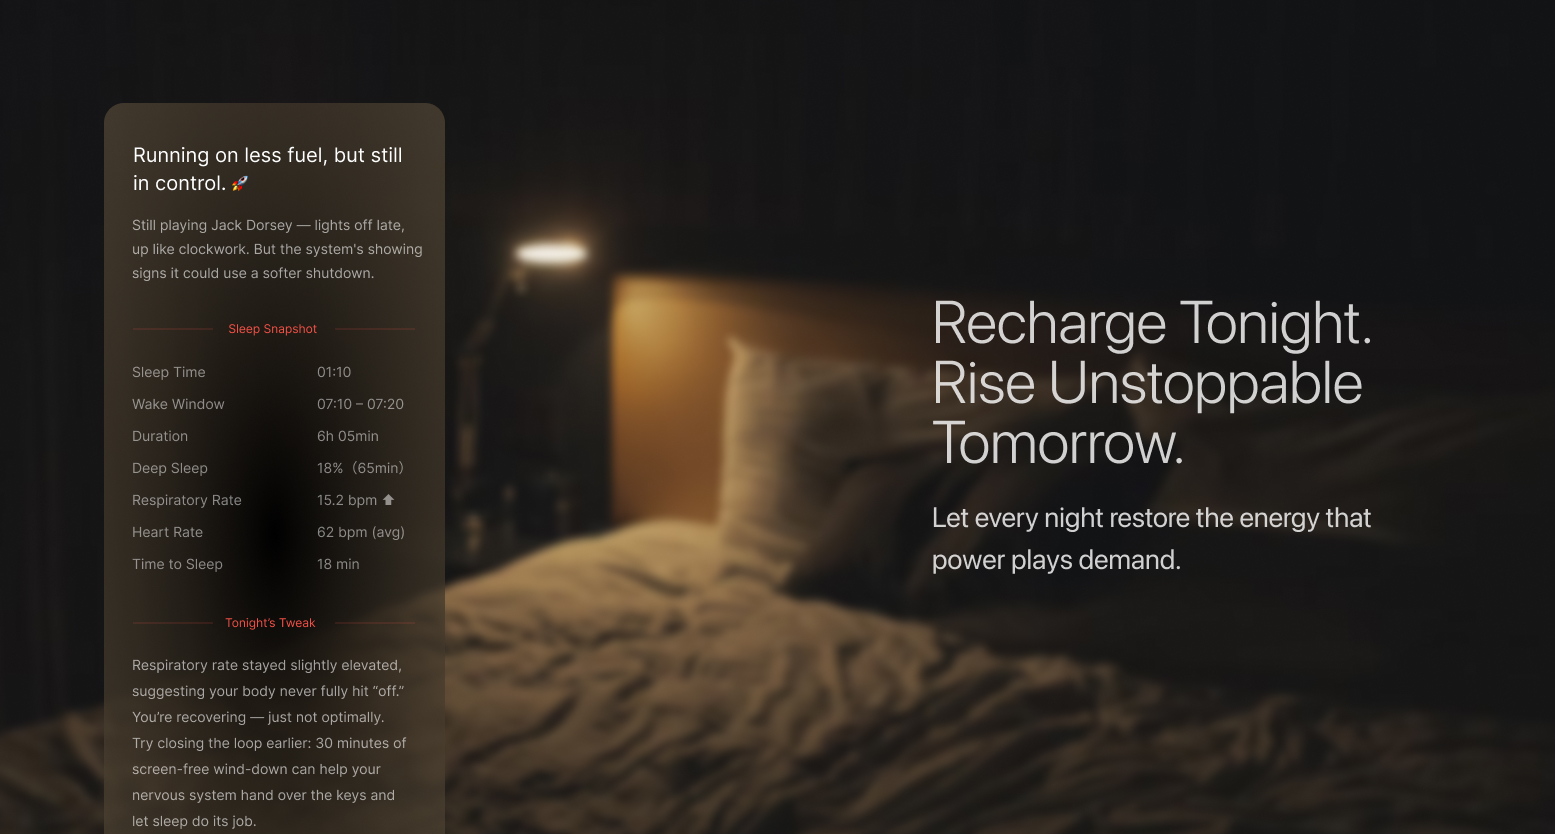 Running on less fuel, but still
in control. 🚀
Still playing Jack Dorsey — lights off late,
up like clockwork. But the system's showing
signs it could use a softer shutdown.
Sleep Snapshot
Sleep Time 01:10
Wake Window 07:10 – 07:20
Duration 6h 05min
Deep Sleep 18%（65min）
Respiratory Rate 15.2 bpm ⬆
Heart Rate 62 bpm (avg)
Time to Sleep 18 min
Tonight’s Tweak
Respiratory rate stayed slightly elevated,
suggesting your body never fully hit “off.”
You’re recovering — just not optimally.
Try closing the loop earlier: 30 minutes of
screen-free wind-down can help your
nervous system hand over the keys and
let sleep do its job.
Recharge Tonight.
Rise Unstoppable
Tomorrow.
Let every night restore the energy that
power plays demand.